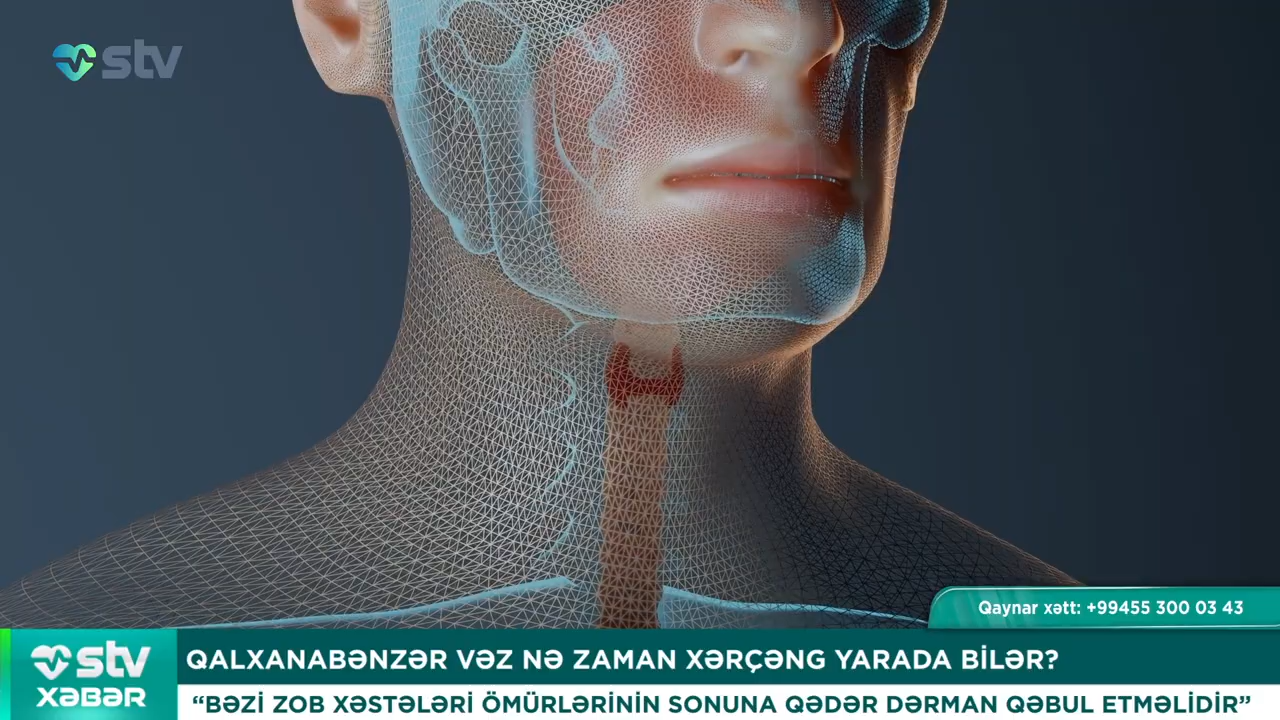 stv
Qaynar xətt: +99455 300 03 43
stv
XƏBƏR
QALXANABƏNZƏR VƏZ NƏ ZAMAN XƏRÇƏNG YARADA BİLƏR?
“BƏZİ ZOB XƏSTƏLƏRİ ÖMÜRLƏRİNİN SONUNA QƏDƏR DƏRMAN QƏBUL ETMƏLİDİR”